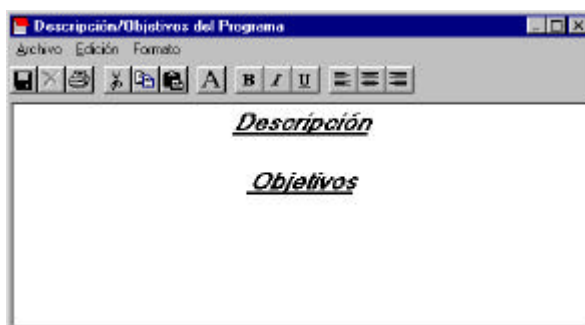 Descripción/Objetivos del Programa
Archivo Edición Formato
A B I U
Descripción
Objetivos